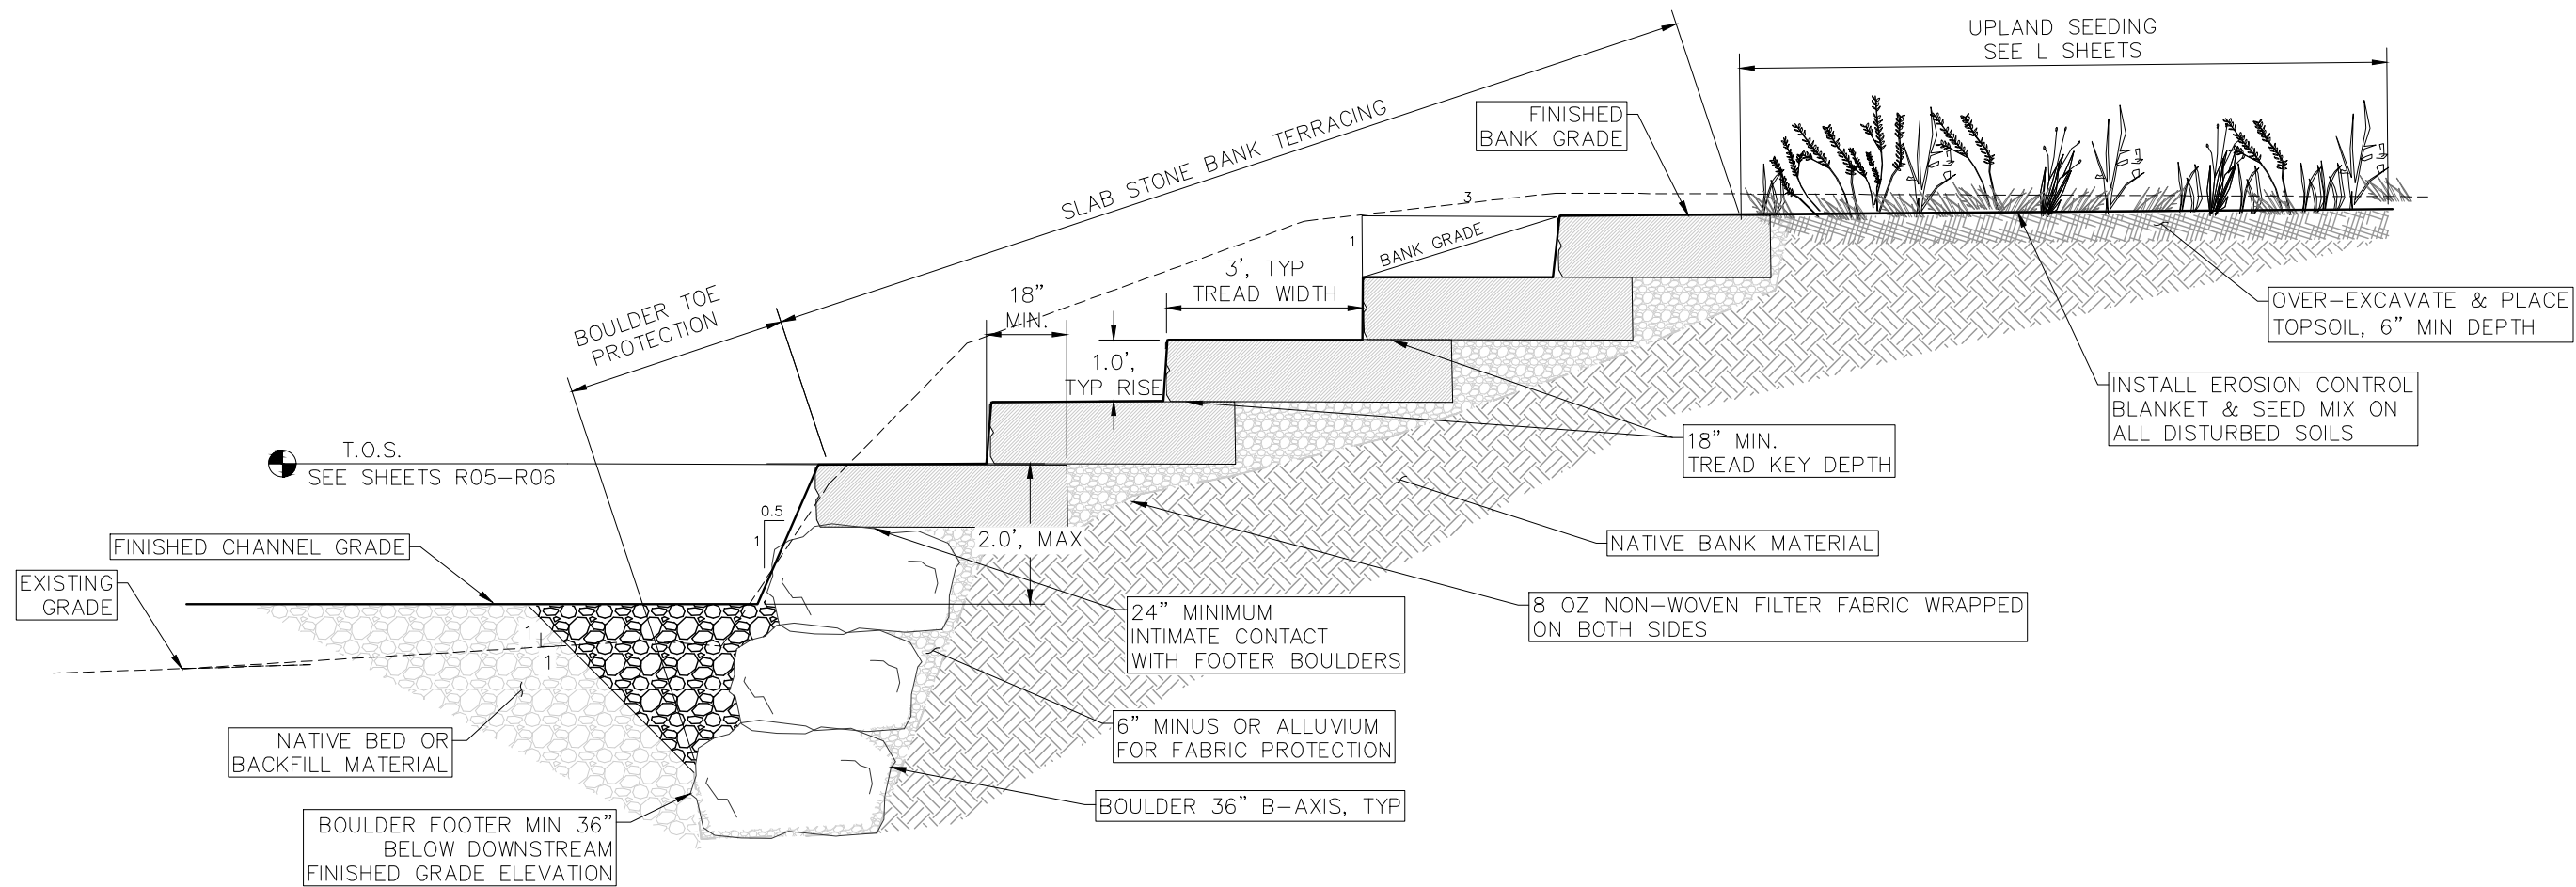 UPLAND SEEDING
SEE L SHEETS
SLAB STONE BANK TERRACING
FINISHED
BANK GRADE
3
1
BANK GRADE
3', TYP
TREAD WIDTH
18"
MIN.
BOULDER TOE
PROTECTION
1.0',
TYP RISE
OVER-EXCAVATE & PLACE
TOPSOIL, 6" MIN DEPTH
INSTALL EROSION CONTROL
BLANKET & SEED MIX ON
ALL DISTURBED SOILS
18" MIN.
TREAD KEY DEPTH
T.O.S.
SEE SHEETS R05-R06
0.5
1
2.0', MAX
FINISHED CHANNEL GRADE
NATIVE BANK MATERIAL
EXISTING
GRADE
8 OZ NON-WOVEN FILTER FABRIC WRAPPED
ON BOTH SIDES
24" MINIMUM
INTIMATE CONTACT
WITH FOOTER BOULDERS
1
1
6" MINUS OR ALLUVIUM
FOR FABRIC PROTECTION
NATIVE BED OR
BACKFILL MATERIAL
BOULDER 36" B-AXIS, TYP
BOULDER FOOTER MIN 36"
BELOW DOWNSTREAM
FINISHED GRADE ELEVATION